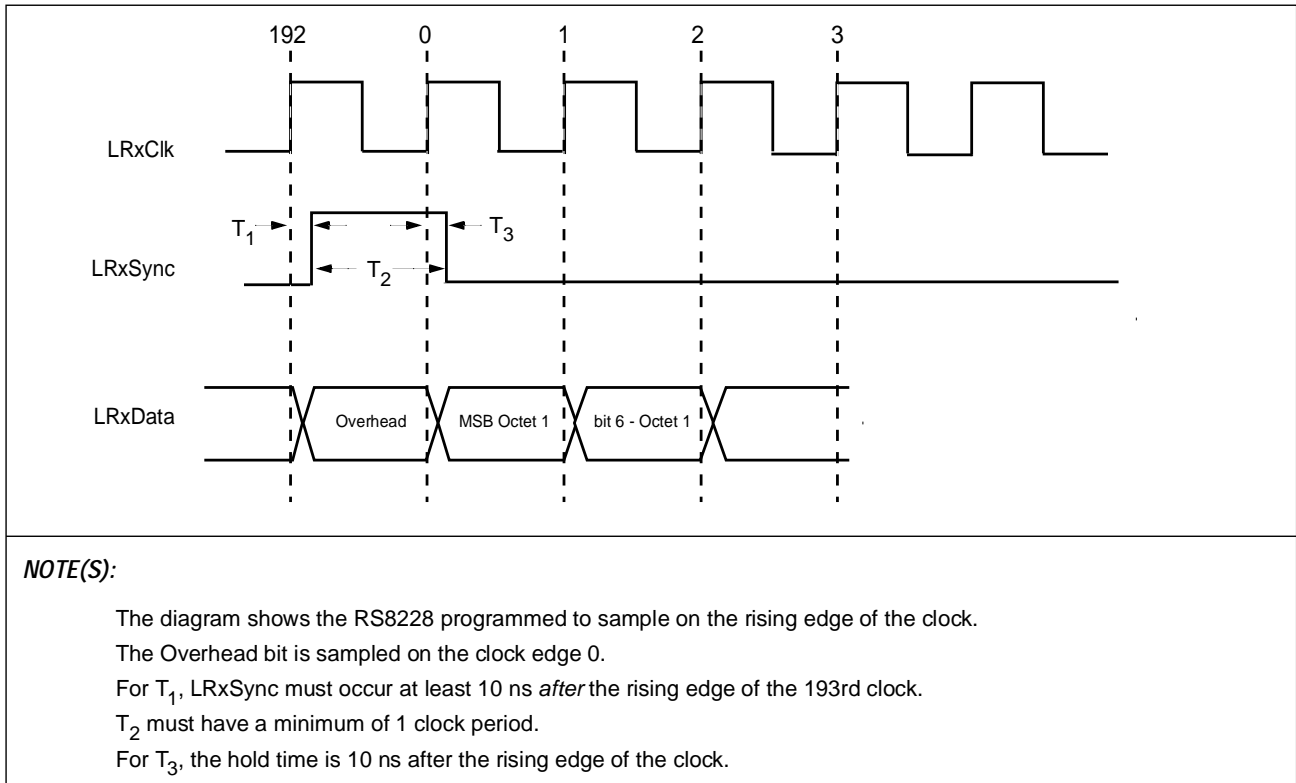 192 0 1 2 3
LRxClk
T1 T3
LRxSync
T2
LRxData
Overhead MSB Octet 1 bit 6 - Octet 1
NOTE(S):
The diagram shows the RS8228 programmed to sample on the rising edge of the clock.
The Overhead bit is sampled on the clock edge 0.
For T1, LRxSync must occur at least 10 ns after the rising edge of the 193rd clock.
T2 must have a minimum of 1 clock period.
For T3, the hold time is 10 ns after the rising edge of the clock.